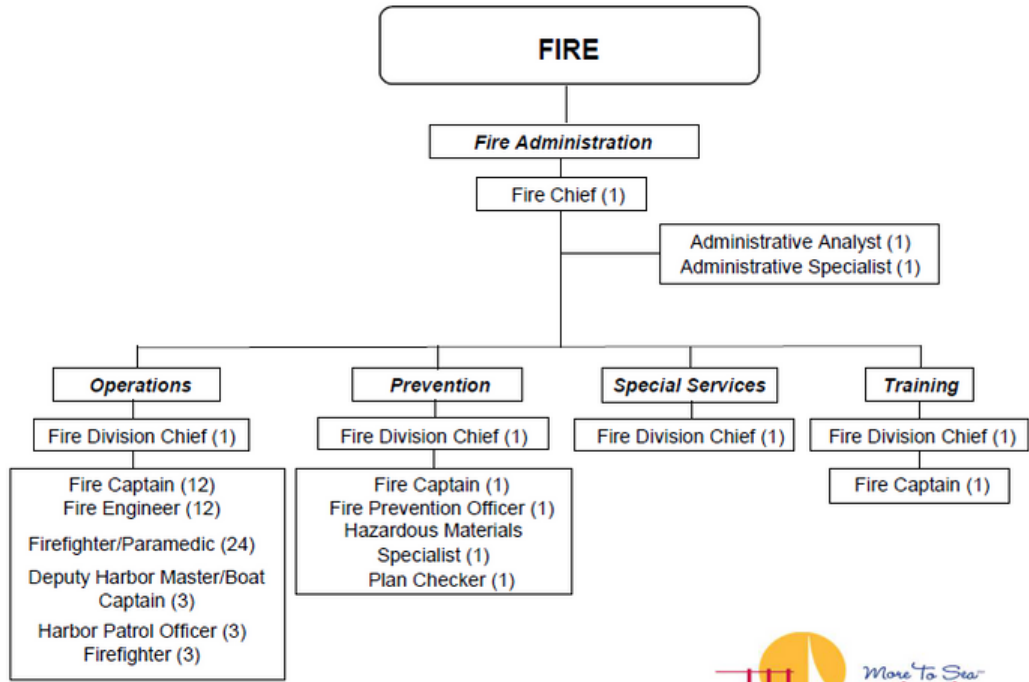 FIRE
Fire Administration
Fire Chief (1)
Administrative Analyst (1)
Administrative Specialist (1)
Operations
Fire Division Chief (1)
Fire Captain (12)
Fire Engineer (12)
Firefighter/Paramedic (24)
Deputy Harbor Master/Boat
Captain (3)
Harbor Patrol Officer (3)
Firefighter (3)
Prevention
Fire Division Chief (1)
Fire Captain (1)
Fire Prevention Officer (1)
Hazardous Materials
Specialist (1)
Plan Checker (1)
Special Services
Fire Division Chief (1)
Training
Fire Division Chief (1)
Fire Captain (1)
More To Sea